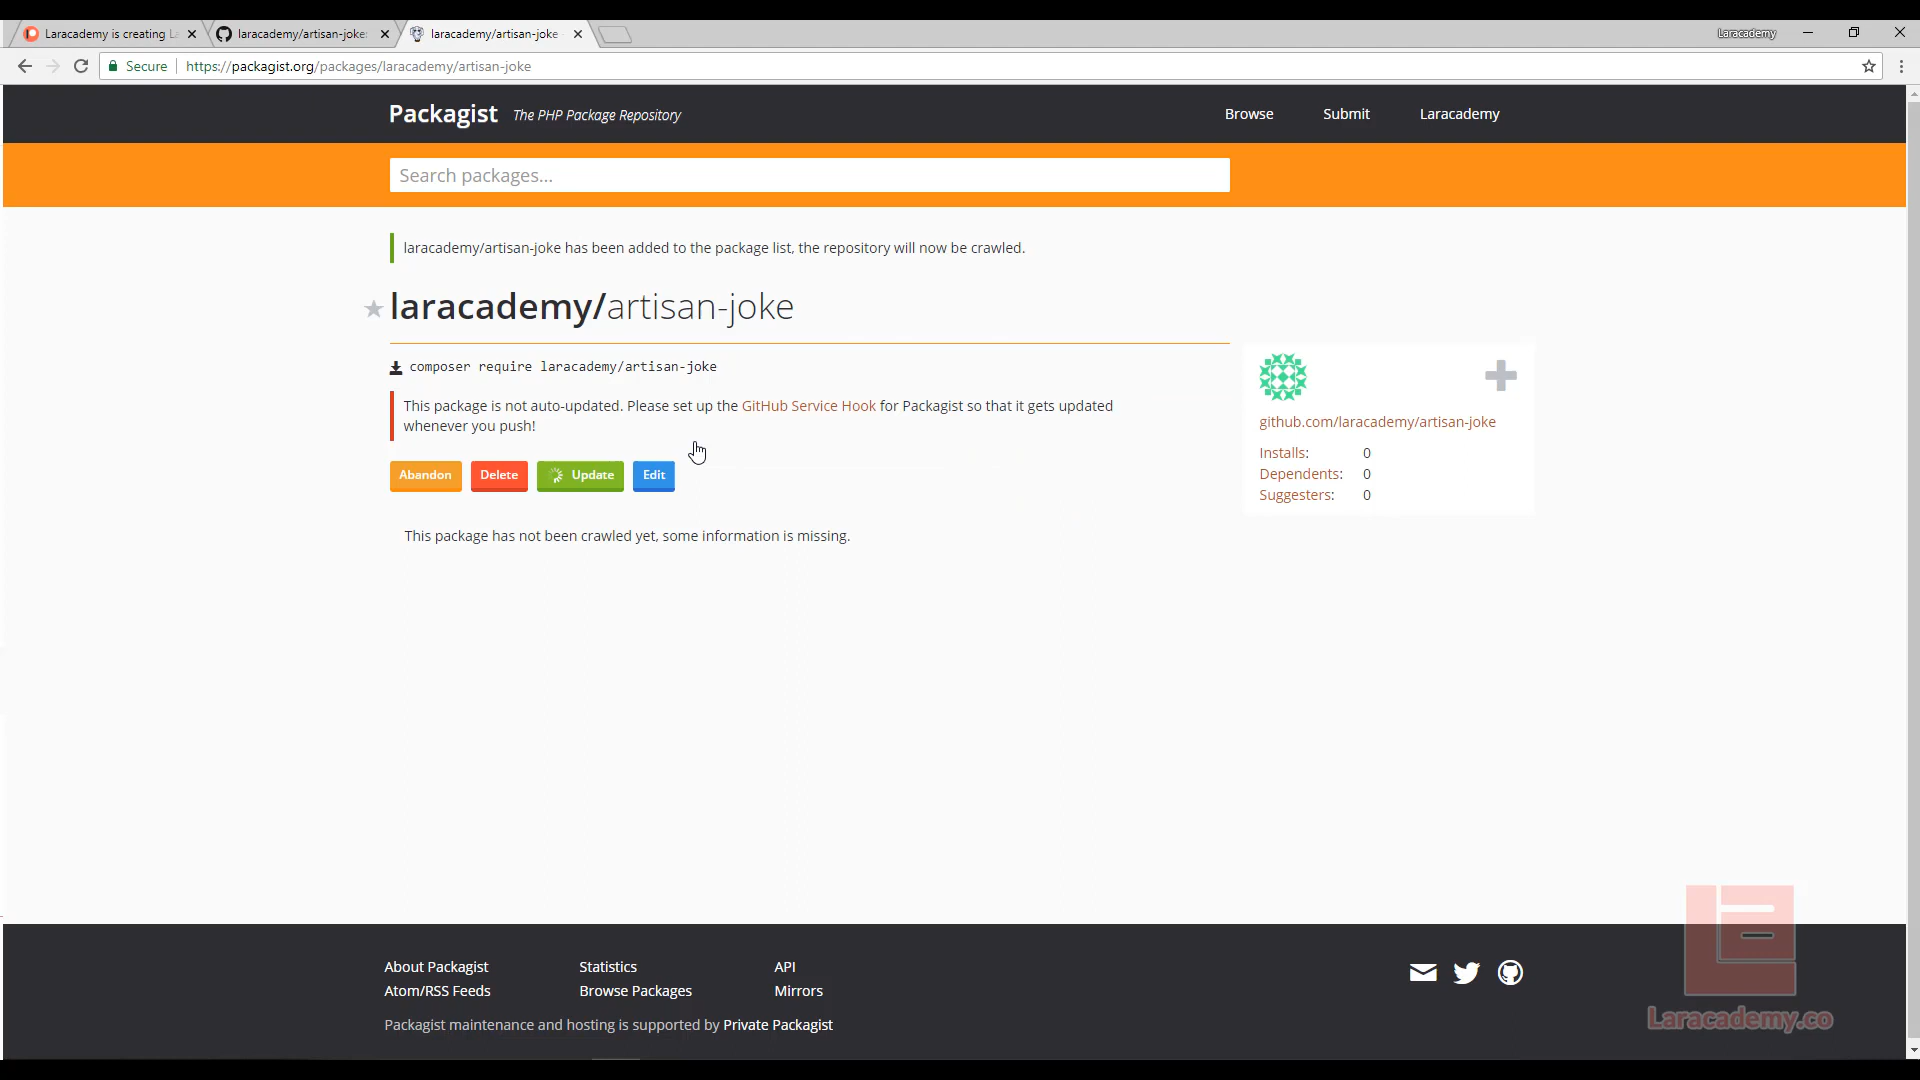 Laracademy is creating La
laracademy/artisan-joke:
laracademy/artisan-joke
Laracademy
Secure
https://packagist.org/packages/laracademy/artisan-joke
Packagist The PHP Package Repository
Browse
Submit
Laracademy
Search packages...
laracademy/artisan-joke has been added to the package list, the repository will now be crawled.
laracademy/artisan-joke
composer require laracademy/artisan-joke
This package is not auto-updated. Please set up the GitHub Service Hook for Packagist so that it gets updated
whenever you push!
Abandon
Delete
Update
Edit
github.com/laracademy/artisan-joke
Installs: 0
Dependents: 0
Suggesters: 0
This package has not been crawled yet, some information is missing.
About Packagist
Statistics
API
Atom/RSS Feeds
Browse Packages
Mirrors
Packagist maintenance and hosting is supported by Private Packagist
Laracademy.co